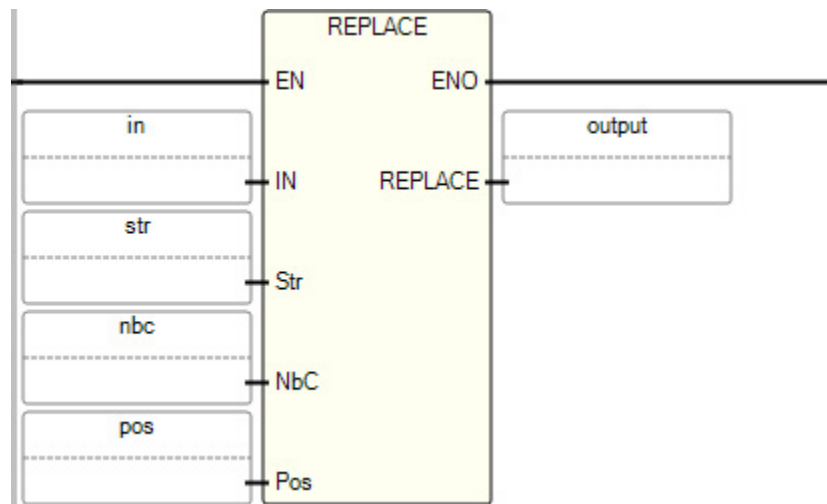 REPLACE
EN ENO
in output
IN REPLACE
str
Str
nbc
NbC
pos
Pos